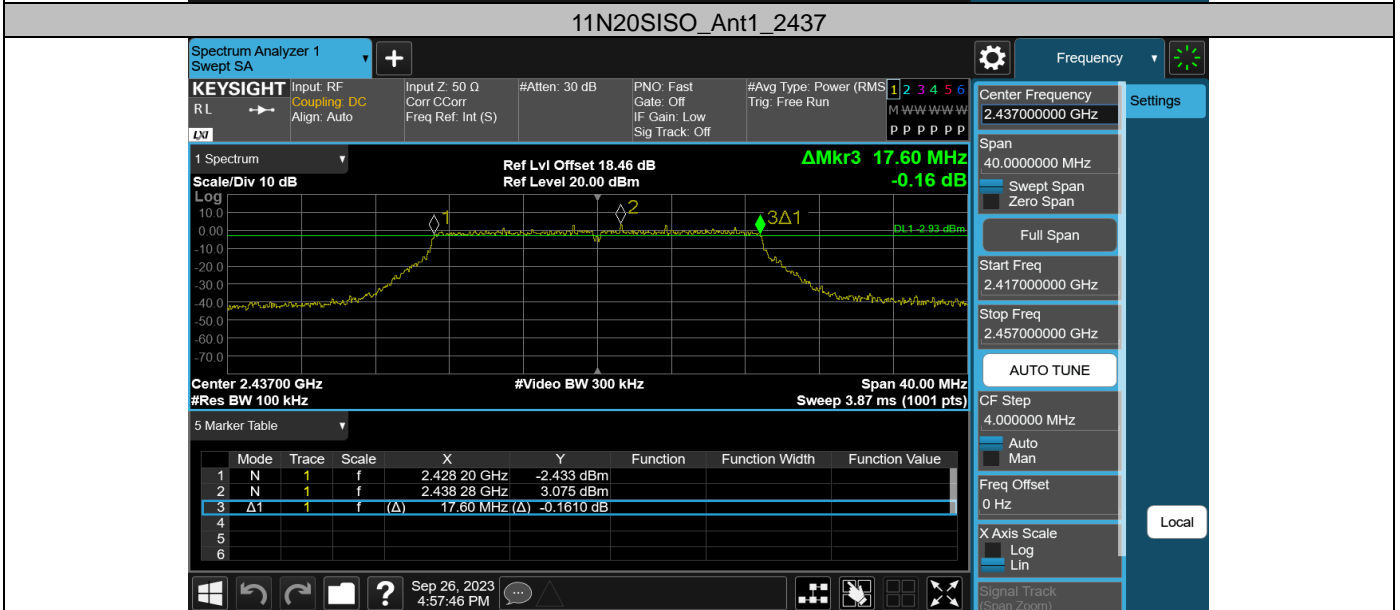 11N20SISO_Ant1_2437
Spectrum Analyzer 1
Swept SA
Frequency
KEYSIGHT
RL
LXI
Input: RF
Coupling: DC
Align: Auto
Input Z: 50 Ω
Corr CCorr
Freq Ref: Int (S)
#Atten: 30 dB
PNO: Fast
Gate: Off
IF Gain: Low
Sig Track: Off
#Avg Type: Power (RMS
Trig: Free Run
1 2 3 4 5 6
M W W W W W
P P P P P P
1 Spectrum
Scale/Div 10 dB
Ref Lvl Offset 18.46 dB
Ref Level 20.00 dBm
ΔMkr3 17.60 MHz
-0.16 dB
Log
10.0
0.00
-10.0
-20.0
-30.0
-40.0
-50.0
-60.0
-70.0
1
2
3Δ1
DL1 -2.93 dBm
Center 2.43700 GHz
#Res BW 100 kHz
#Video BW 300 kHz
Span 40.00 MHz
Sweep 3.87 ms (1001 pts)
5 Marker Table
Mode Trace Scale X Y Function Function Width Function Value
1 N 1 f 2.428 20 GHz -2.433 dBm
2 N 1 f 2.438 28 GHz 3.075 dBm
3 Δ1 1 f (Δ) 17.60 MHz (Δ) -0.1610 dB
4
5
6
Sep 26, 2023
4:57:46 PM
Center Frequency
2.437000000 GHz
Settings
Span
40.0000000 MHz
Swept Span
Zero Span
Full Span
Start Freq
2.417000000 GHz
Stop Freq
2.457000000 GHz
AUTO TUNE
CF Step
4.000000 MHz
Auto
Man
Freq Offset
0 Hz
X Axis Scale
Log
Lin
Local
Signal Track
(Span Zoom)